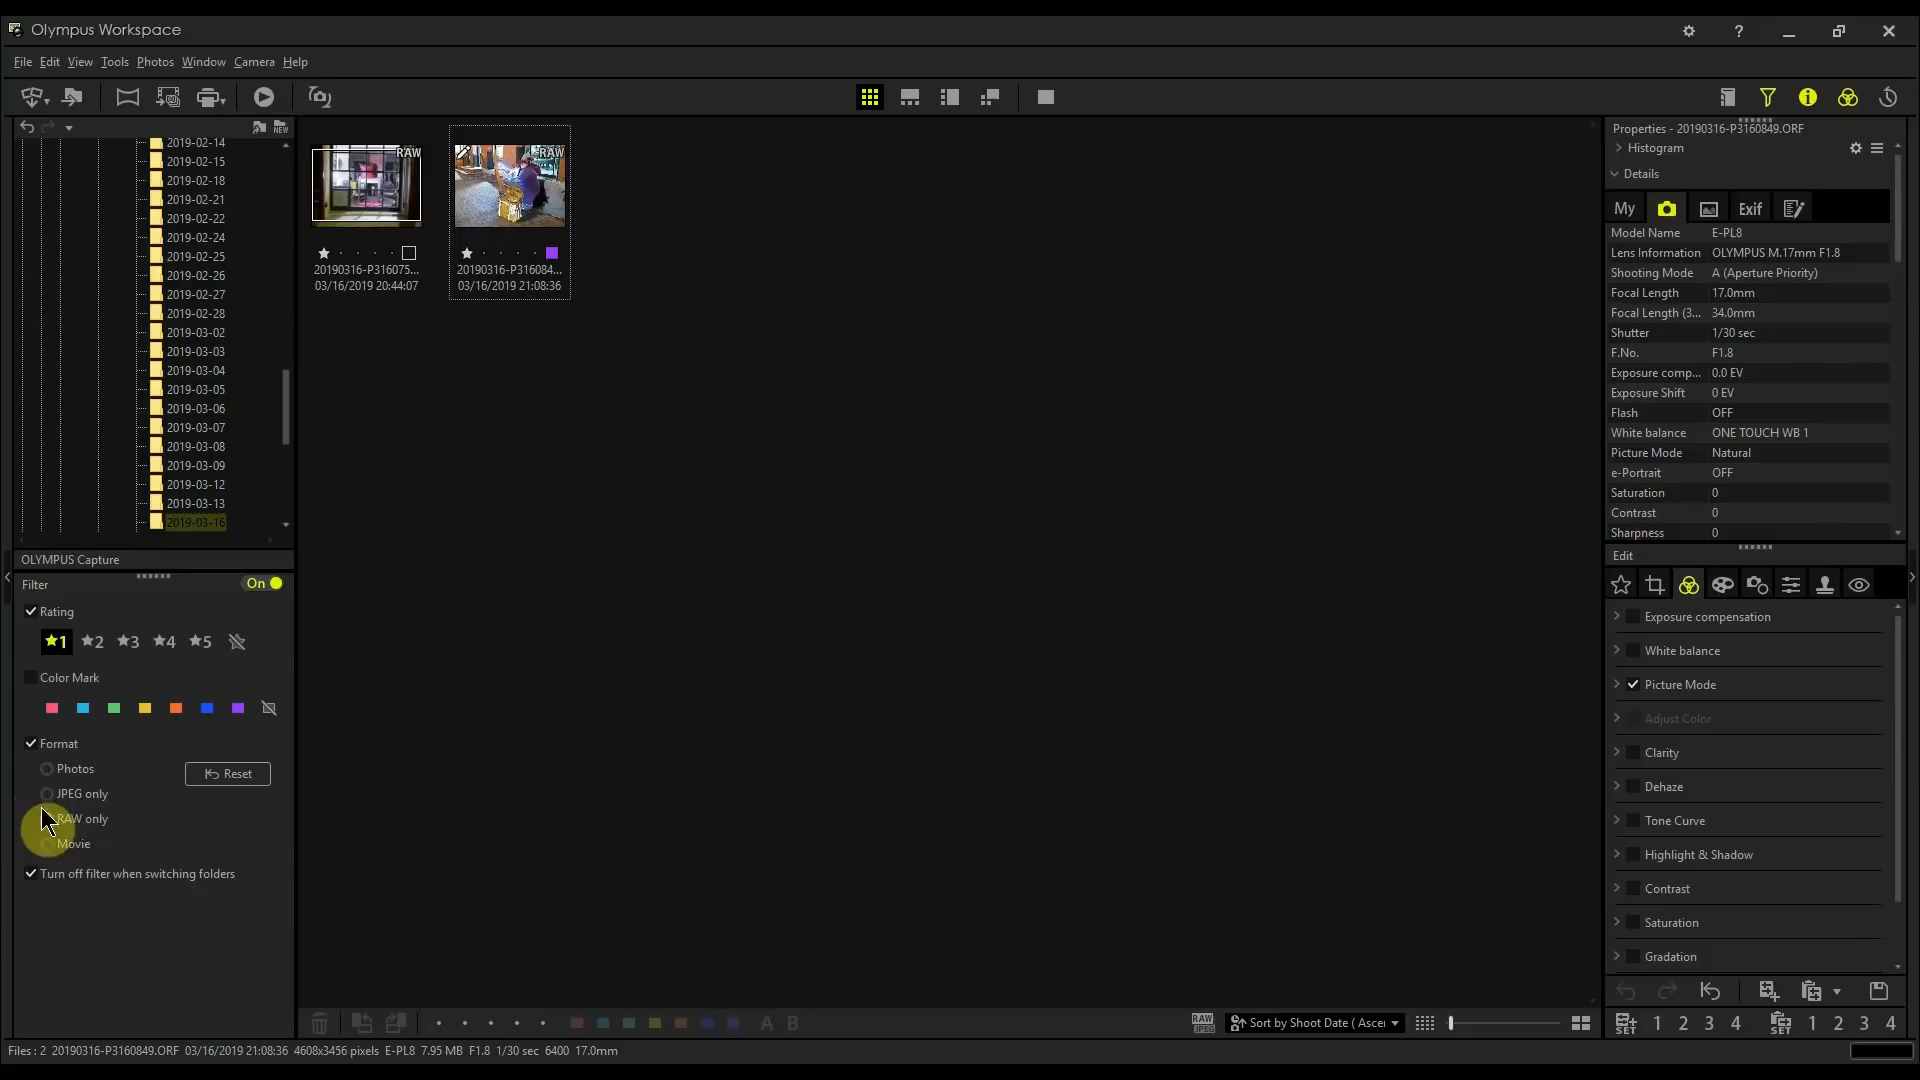 Olympus Workspace
?
File Edit View Tools Photos Window Camera Help
NEW
2019-02-14
2019-02-15
2019-02-18
2019-02-21
2019-02-22
2019-02-24
2019-02-25
2019-02-26
2019-02-27
2019-02-28
2019-03-02
2019-03-03
2019-03-04
2019-03-05
2019-03-06
2019-03-07
2019-03-08
2019-03-09
2019-03-12
2019-03-13
2019-03-16
OLYMPUS Capture
Filter On
Rating
1 2 3 4 5
Color Mark
Format
Photos
Reset
JPEG only
RAW only
Movie
Turn off filter when switching folders
RAW
20190316-P316075...
03/16/2019 20:44:07
RAW
20190316-P316084...
03/16/2019 21:08:36
A B
RAW
JPEG
Sort by Shoot Date ( Ascer
Properties - 20190316-P3160849.ORF
Histogram
Details
My Exif
Model Name E-PL8
Lens Information OLYMPUS M.17mm F1.8
Shooting Mode A (Aperture Priority)
Focal Length 17.0mm
Focal Length (3... 34.0mm
Shutter 1/30 sec
F.No. F1.8
Exposure comp... 0.0 EV
Exposure Shift 0 EV
Flash OFF
White balance ONE TOUCH WB 1
Picture Mode Natural
e-Portrait OFF
Saturation 0
Contrast 0
Sharpness 0
Edit
Exposure compensation
White balance
Picture Mode
Adjust Color
Clarity
Dehaze
Tone Curve
Highlight & Shadow
Contrast
Saturation
Gradation
SET 1 2 3 4 SET 1 2 3 4
Files : 2 20190316-P3160849.ORF 03/16/2019 21:08:36 4608x3456 pixels E-PL8 7.95 MB F1.8 1/30 sec 6400 17.0mm